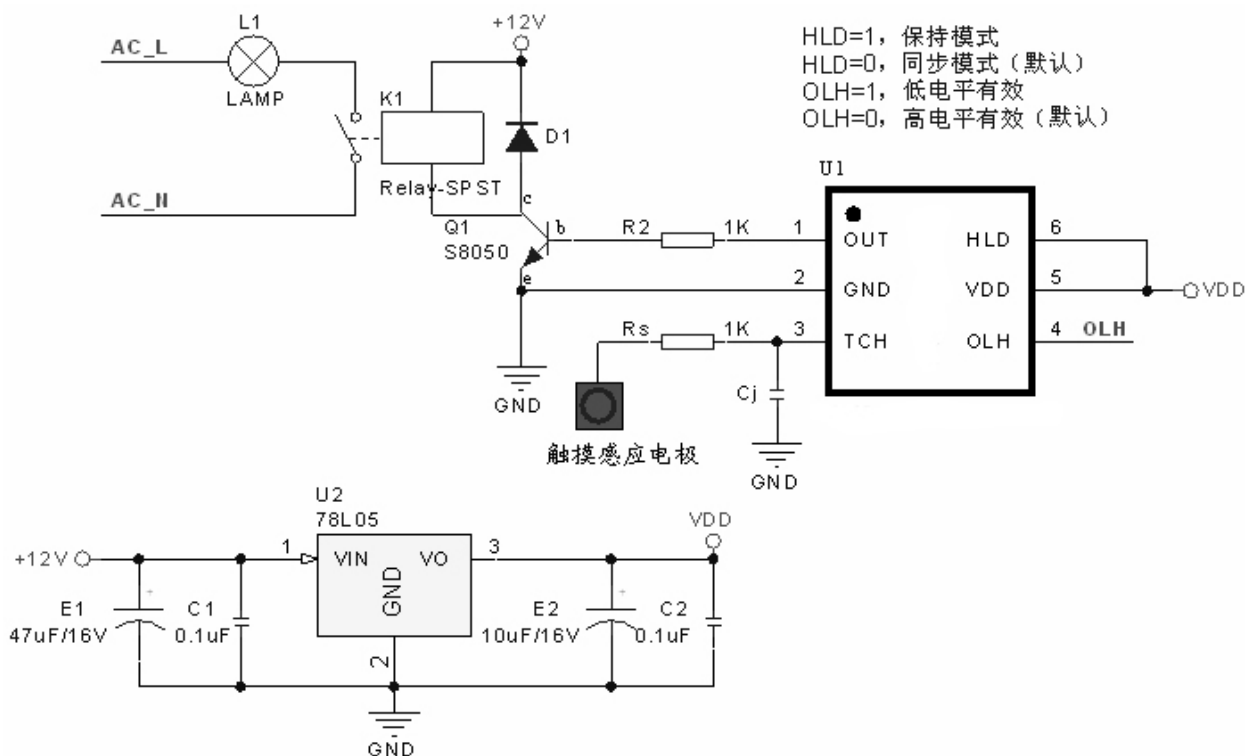 L1
AC_L
LAMP
AC_N
+12V
K1
D1
Relay-SPST
c
Q1
S8050
b
e
R2
1K
GND
HLD=1，保持模式
HLD=0，同步模式（默认）
OLH=1，低电平有效
OLH=0，高电平有效（默认）
U1
1
OUT
HLD
6
2
GND
VDD
5
VDD
3
TCH
OLH
4
OLH
Rs
1K
Cj
GND
触摸感应电极
U2
78L05
VDD
+12V
1
VIN
VO
3
GND
E1
47uF/16V
C1
0.1uF
E2
10uF/16V
C2
0.1uF
2
GND